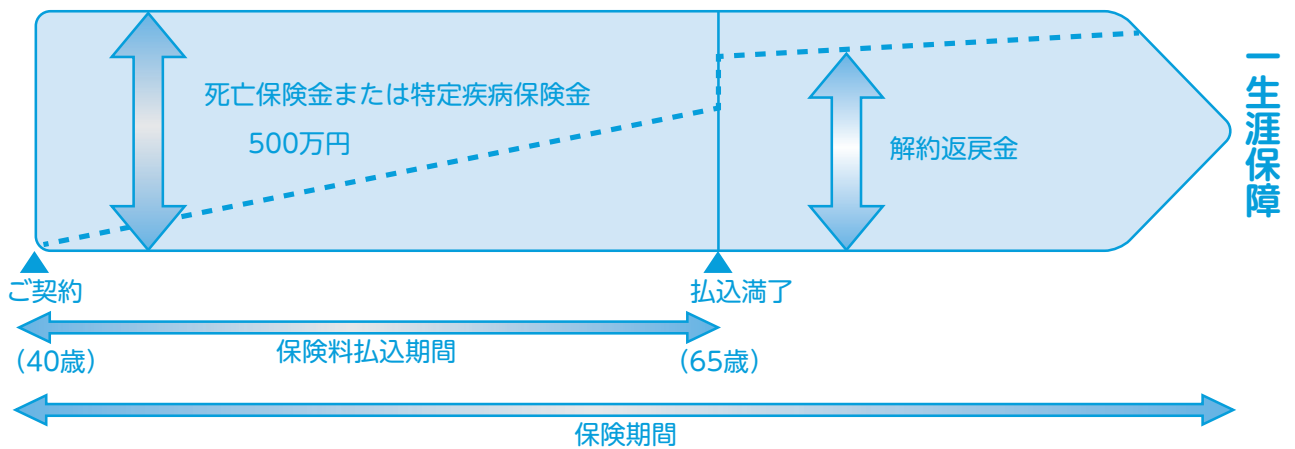 死亡保険金または特定疾病保険金
500万円
解約返戻金
一生涯保障
ご契約
払込満了
保険料払込期間
(40歳)
(65歳)
保険期間